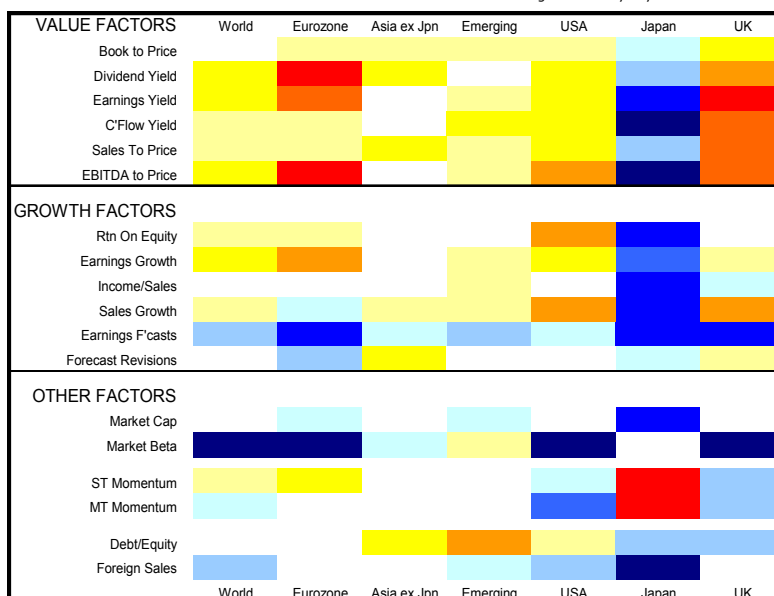 VALUE FACTORS World Eurozone Asia ex Jpn Emerging USA Japan UK
Book to Price
Dividend Yield
Earnings Yield
C'Flow Yield
Sales To Price
EBITDA to Price
GROWTH FACTORS
Rtn On Equity
Earnings Growth
Income/Sales
Sales Growth
Earnings F'casts
Forecast Revisions
OTHER FACTORS
Market Cap
Market Beta
ST Momentum
MT Momentum
Debt/Equity
Foreign Sales
World Eurozone Asia ex Jpn Emerging USA Japan UK